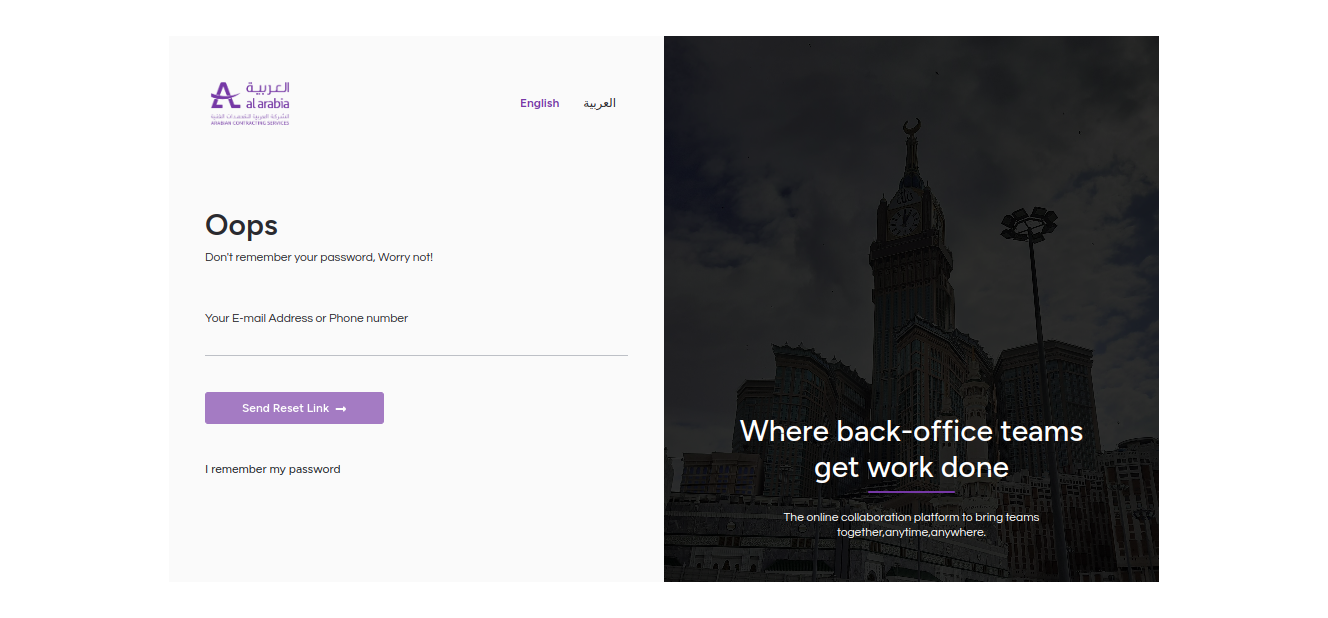 العربية
al arabia
ARABIAN CONTRACTING SERVICES
English
العربية
Oops
Don't remember your password, Worry not!
Your E-mail Address or Phone number
Send Reset Link
I remember my password
Where back-office teams
get work done
The online collaboration platform to bring teams
together,anytime,anywhere.